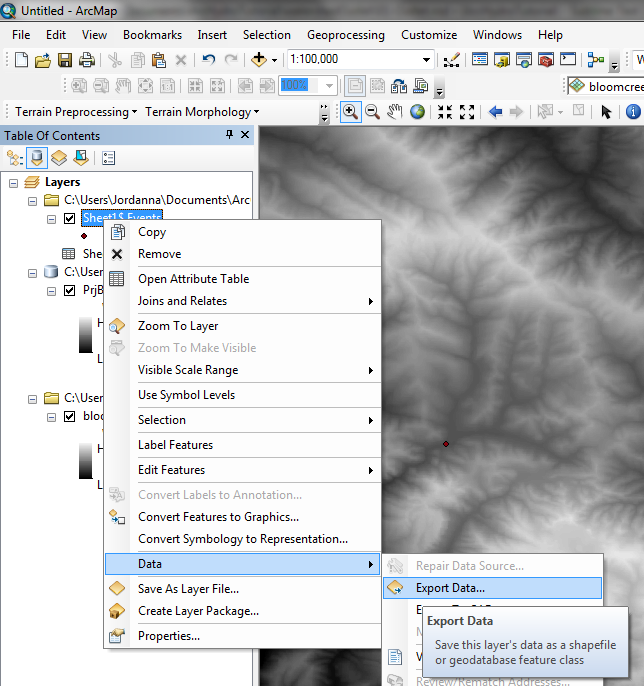 Untitled - ArcMap
File Edit View Bookmarks Insert Selection Geoprocessing Customize Windows Help
1:100,000
100%
bloomcree
Terrain Preprocessing Terrain Morphology
Table Of Contents
Layers
C:\Users\Jordanna\Documents\Arc
Sheet1$ Events
She
C:\User
PrjB
H
L
C:\User
bloo
H
L
Copy
Remove
Open Attribute Table
Joins and Relates
Zoom To Layer
Zoom To Make Visible
Visible Scale Range
Use Symbol Levels
Selection
Label Features
Edit Features
Convert Labels to Annotation...
Convert Features to Graphics...
Convert Symbology to Representation...
Data
Save As Layer File...
Create Layer Package...
Properties...
Repair Data Source...
Export Data...
Export Data
Save this layer's data as a shapefile
or geodatabase feature class
Review/Rematch Addresses...